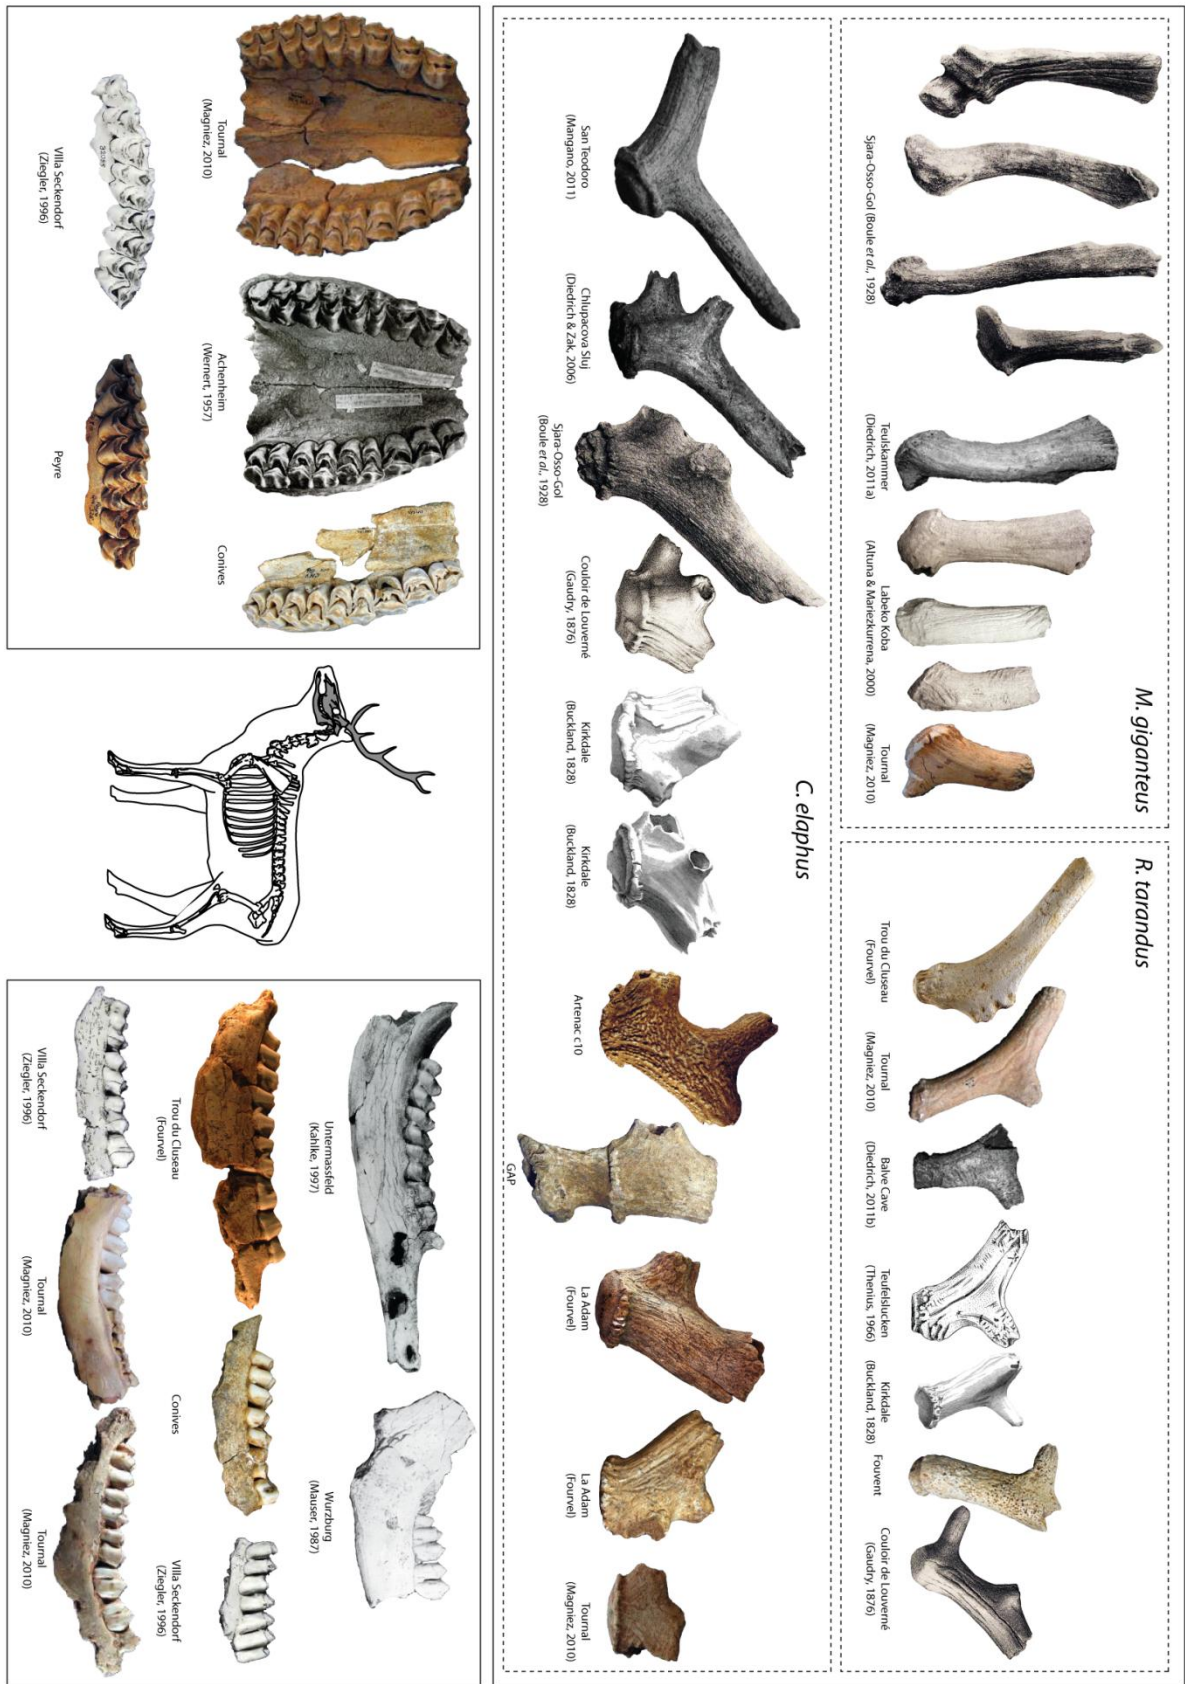 M. giganteus
Sjara-Osso-Gol (Boule et al., 1928)
Teulskammer
(Diedrich, 2011a)
Labeko Koba
(Altuna & Mariezkurrena, 2000)
Tournal
(Magniez, 2010)
R. tarandus
Trou du Cluseau
(Fourvel)
Tournal
(Magniez, 2010)
Balve Cave
(Diedrich, 2011b)
Teufelslucken
(Thenius, 1966)
Kirkdale
(Buckland, 1828)
Fouvent
Couloir de Louverné
(Gaudry, 1876)
C. elaphus
San Teodoro
(Mangano, 2011)
Chlupacova Sluj
(Diedrich & Zak, 2006)
Sjara-Osso-Gol
(Boule et al., 1928)
Couloir de Louverné
(Gaudry, 1876)
Kirkdale
(Buckland, 1828)
Kirkdale
(Buckland, 1828)
Artenac c10
GAP
La Adam
(Fourvel)
La Adam
(Fourvel)
Tournal
(Magniez, 2010)
Tournal
(Magniez, 2010)
Achenheim
(Wernert, 1957)
Conives
VIlla Seckendorf
(Ziegler, 1996)
Peyre
Untermassfeld
(Kahlke, 1997)
Wurzburg
(Mauser, 1987)
Trou du Cluseau
(Fourvel)
Conives
VIlla Seckendorf
(Ziegler, 1996)
VIlla Seckendorf
(Ziegler, 1996)
Tournal
(Magniez, 2010)
Tournal
(Magniez, 2010)